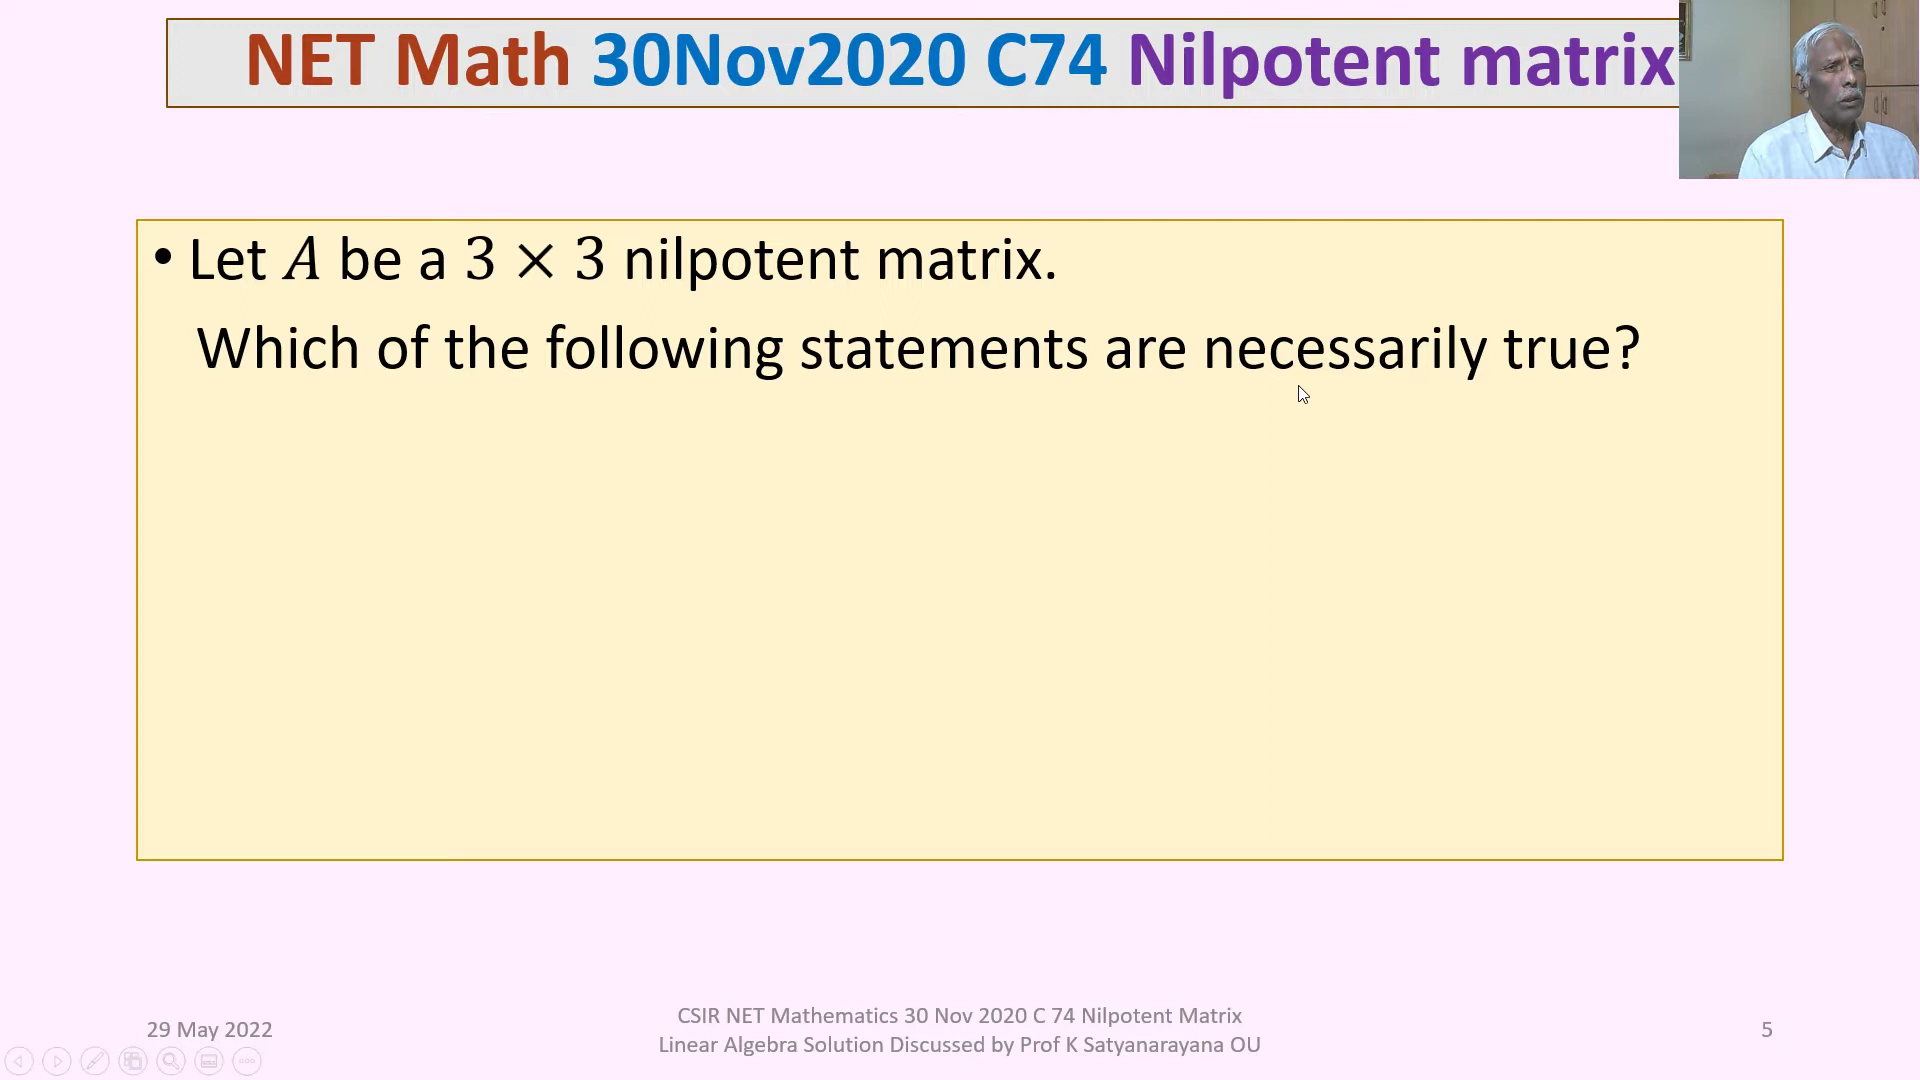 NET Math 30Nov2020 C74 Nilpotent matrix
• Let A be a 3 × 3 nilpotent matrix.
Which of the following statements are necessarily true?
29 May 2022
CSIR NET Mathematics 30 Nov 2020 C 74 Nilpotent Matrix
Linear Algebra Solution Discussed by Prof K Satyanarayana OU
5